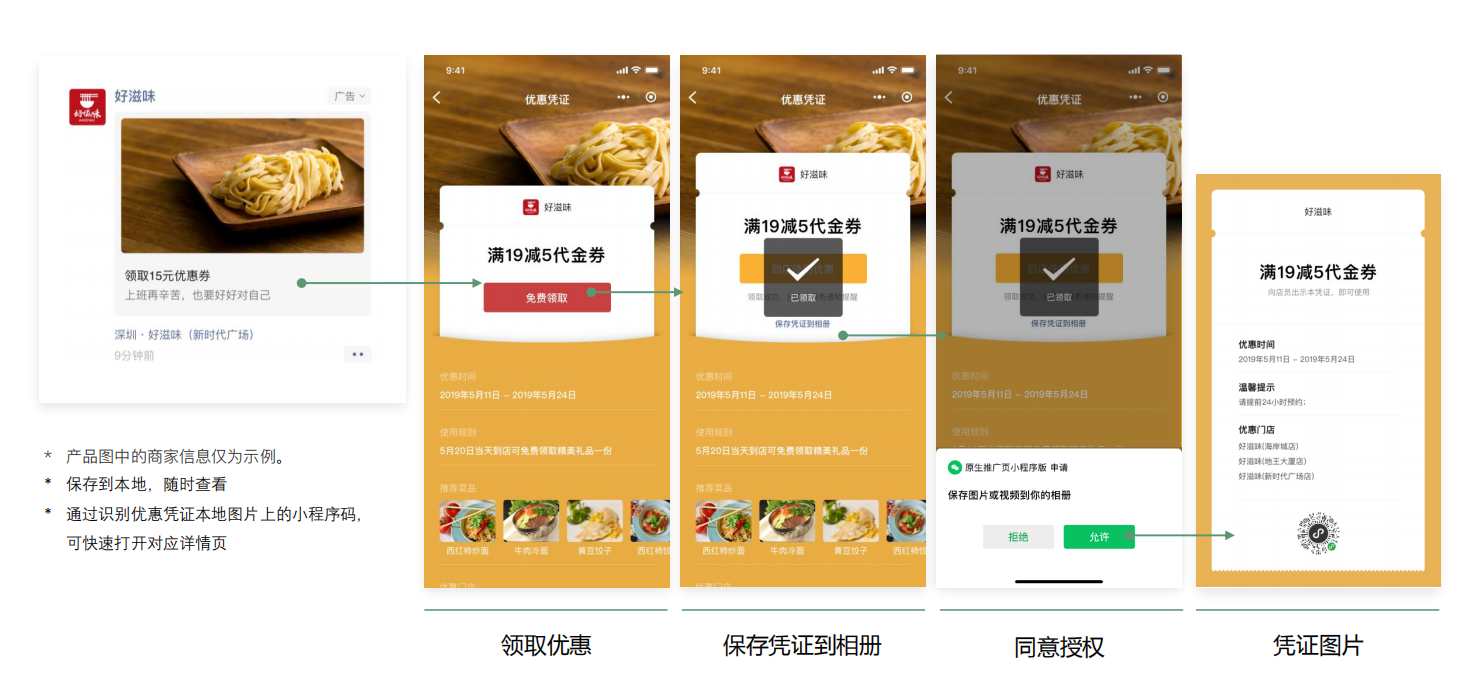 好滋味
广告
好滋味
领取15元优惠券
上班再辛苦，也要好好对自己
深圳·好滋味（新时代广场）
9分钟前
* 产品图中的商家信息仅为示例。
* 保存到本地，随时查看
* 通过识别优惠凭证本地图片上的小程序码，
可快速打开对应详情页
9:41
优惠凭证
好滋味
满19减5代金券
免费领取
优惠时间
2019年5月11日 – 2019年5月24日
使用规则
5月20日当天到店可免费领取精美礼品一份
推荐菜品
西红柿炒面
牛肉冷面
黄豆饺子
西红柿
优惠门店
领取优惠
9:41
优惠凭证
好滋味
满19减5代金券
已领取
保存凭证到相册
优惠时间
2019年5月11日 – 2019年5月24日
使用规则
5月20日当天到店可免费领取精美礼品一份
推荐菜品
西红柿炒面
牛肉冷面
黄豆饺子
西红柿
优惠门店
保存凭证到相册
9:41
优惠凭证
好滋味
满19减5代金券
已领取
保存凭证到相册
优惠时间
2019年5月11日 – 2019年5月24日
使用规则
原生推广页小程序版 申请
保存图片或视频到你的相册
拒绝
允许
同意授权
好滋味
满19减5代金券
向店员出示本凭证，即可使用
优惠时间
2019年5月11日 – 2019年5月24日
温馨提示
请提前24小时预约；
优惠门店
好滋味(海岸城店)
好滋味(地王大厦店)
好滋味(新时代广场店)
凭证图片